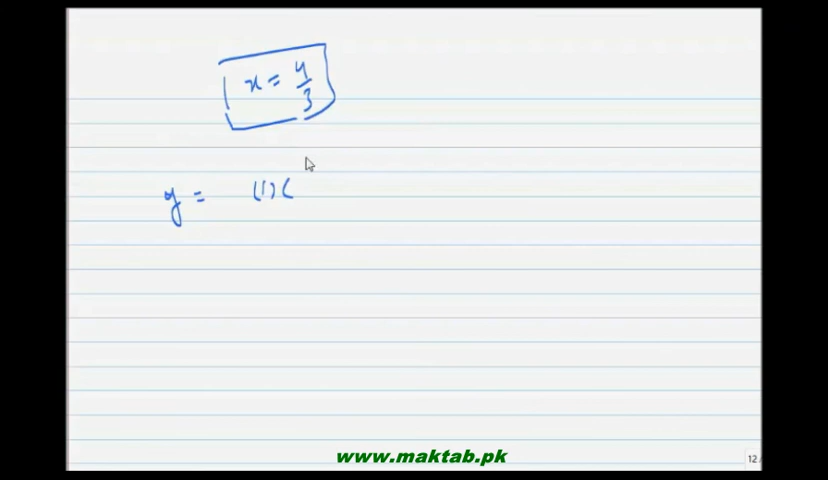 x = 4/3
y = (1)(
www.maktab.pk
12